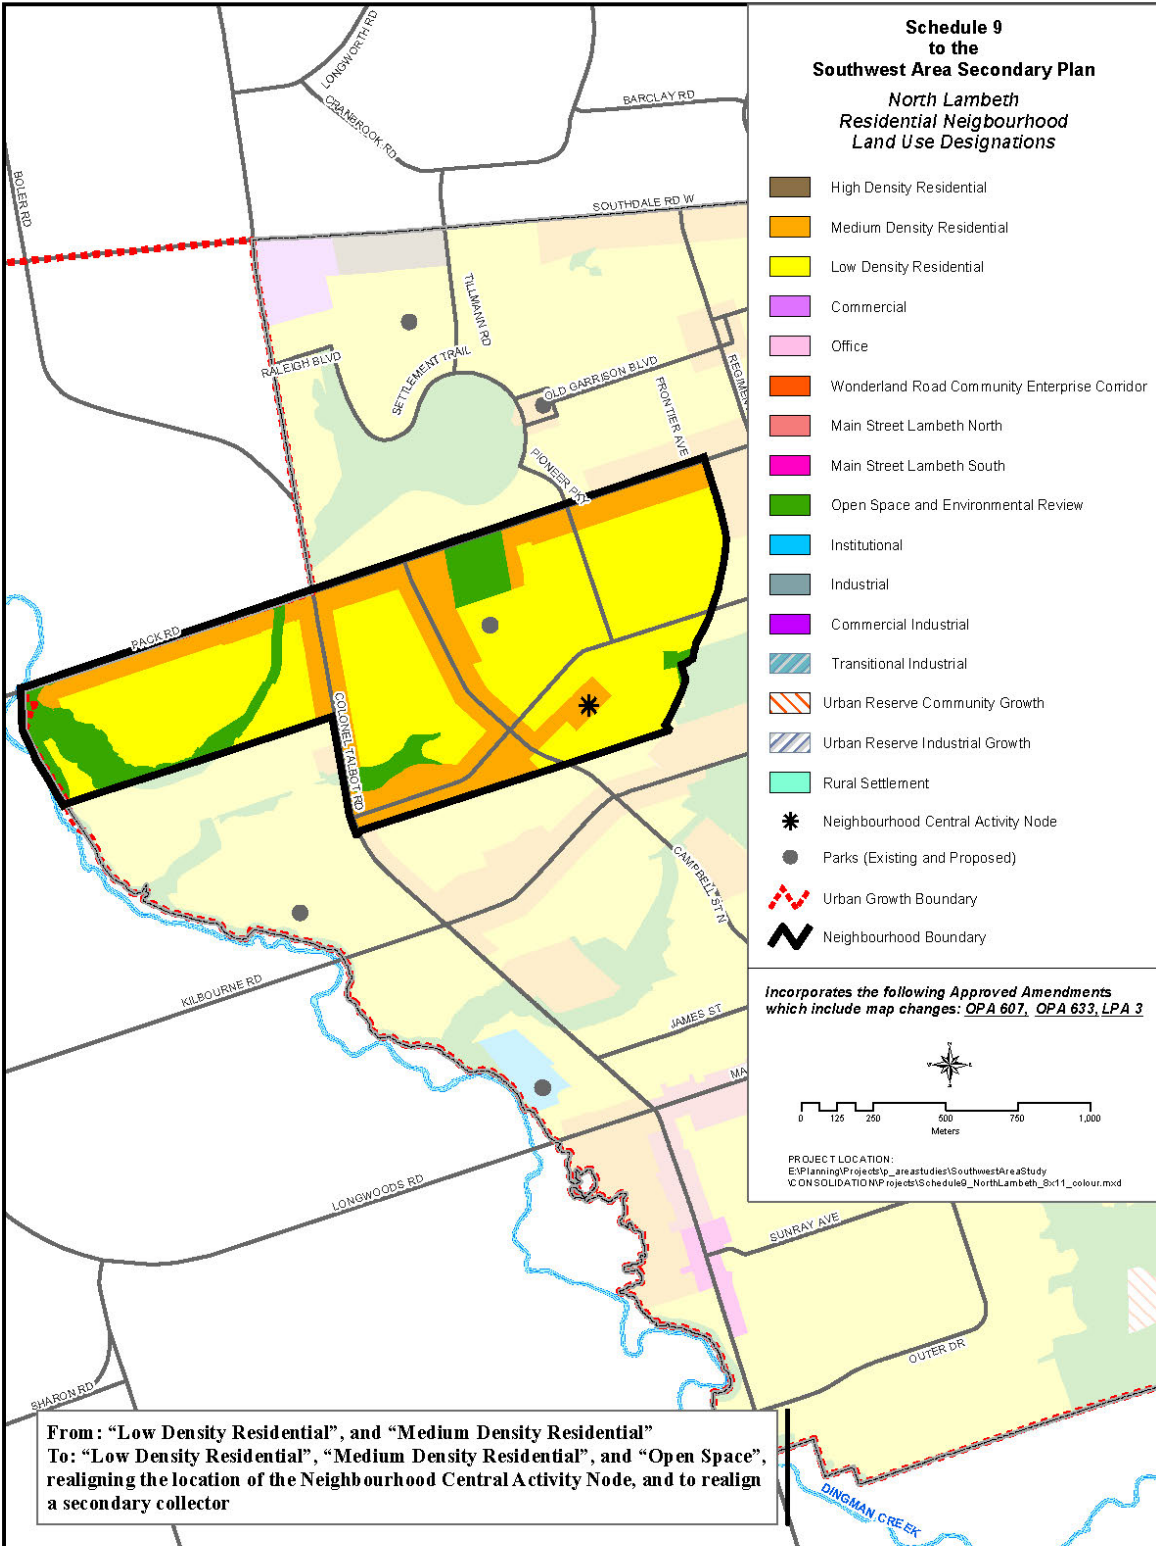 Schedule 9
to the
Southwest Area Secondary Plan
North Lambeth
Residential Neigbourhood
Land Use Designations
High Density Residential
Medium Density Residential
Low Density Residential
Commercial
Office
Wonderland Road Community Enterprise Corridor
Main Street Lambeth North
Main Street Lambeth South
Open Space and Environmental Review
Institutional
Industrial
Commercial Industrial
Transitional Industrial
Urban Reserve Community Growth
Urban Reserve Industrial Growth
Rural Settlement
Neighbourhood Central Activity Node
Parks (Existing and Proposed)
Urban Growth Boundary
Neighbourhood Boundary
Incorporates the following Approved Amendments
which include map changes: OPA 607, OPA 633, LPA 3
N
W E
S
0 125 250 500 750 1,000
Meters
PROJECT LOCATION:
E:\Planning\Projects\p_areastudies\SouthwestAreaStudy
\CONSOLIDATION\Projects\Schedule9_NorthLambeth_8x11_colour.mxd
LONGWORTH RD
CRANBROOK RD
BARCLAY RD
BOLER RD
SOUTHDALE RD W
TILLMANN RD
RALEIGH BLVD
SETTLEMENT TRAIL
OLD GARRISON BLVD
FRONTIER AVE
PIONEER PKY
PACK RD
COLONEL TALBOT RD
CAMPBELL ST N
KILBOURNE RD
JAMES ST
LONGWOODS RD
SUNRAY AVE
OUTER DR
SHARON RD
DINGMAN CREEK
From: “Low Density Residential”, and “Medium Density Residential”
To: “Low Density Residential”, “Medium Density Residential”, and “Open Space”,
realigning the location of the Neighbourhood Central Activity Node, and to realign
a secondary collector